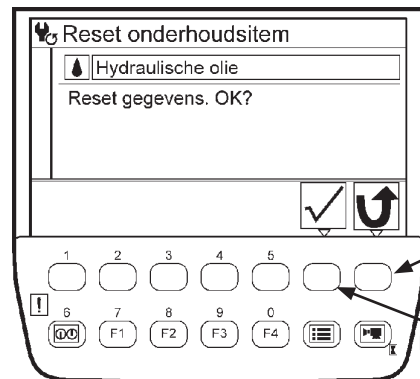 Reset onderhoudsitem
Hydraulische olie
Reset gegevens. OK?
1 2 3 4 5
!
6 7 8 9 0
F1 F2 F3 F4